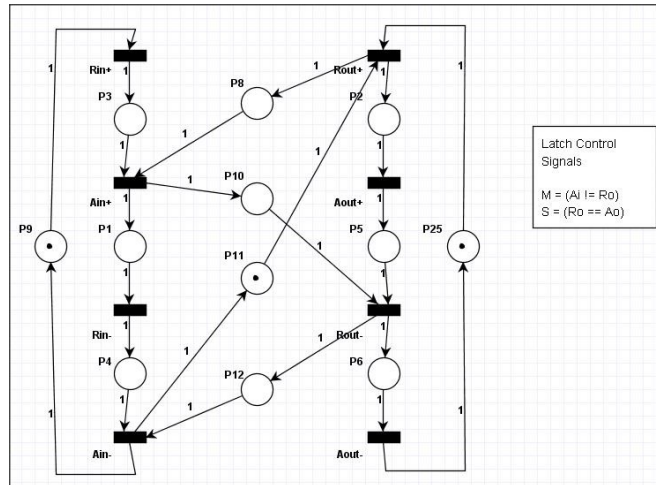 1
1
Rin+
1
P3
1
1
Ain+
P9
P1
1
1
Rin-
P4
1
1
Ain-
1
P8
1
1
P10
1
P11
1
1
P12
1
1
1
Rout+
1
P2
1
Aout+
1
P5
1
Rout-
1
P6
1
Aout-
P25
1
1
Latch Control
Signals
M = (Ai != Ro)
S = (Ro == Ao)